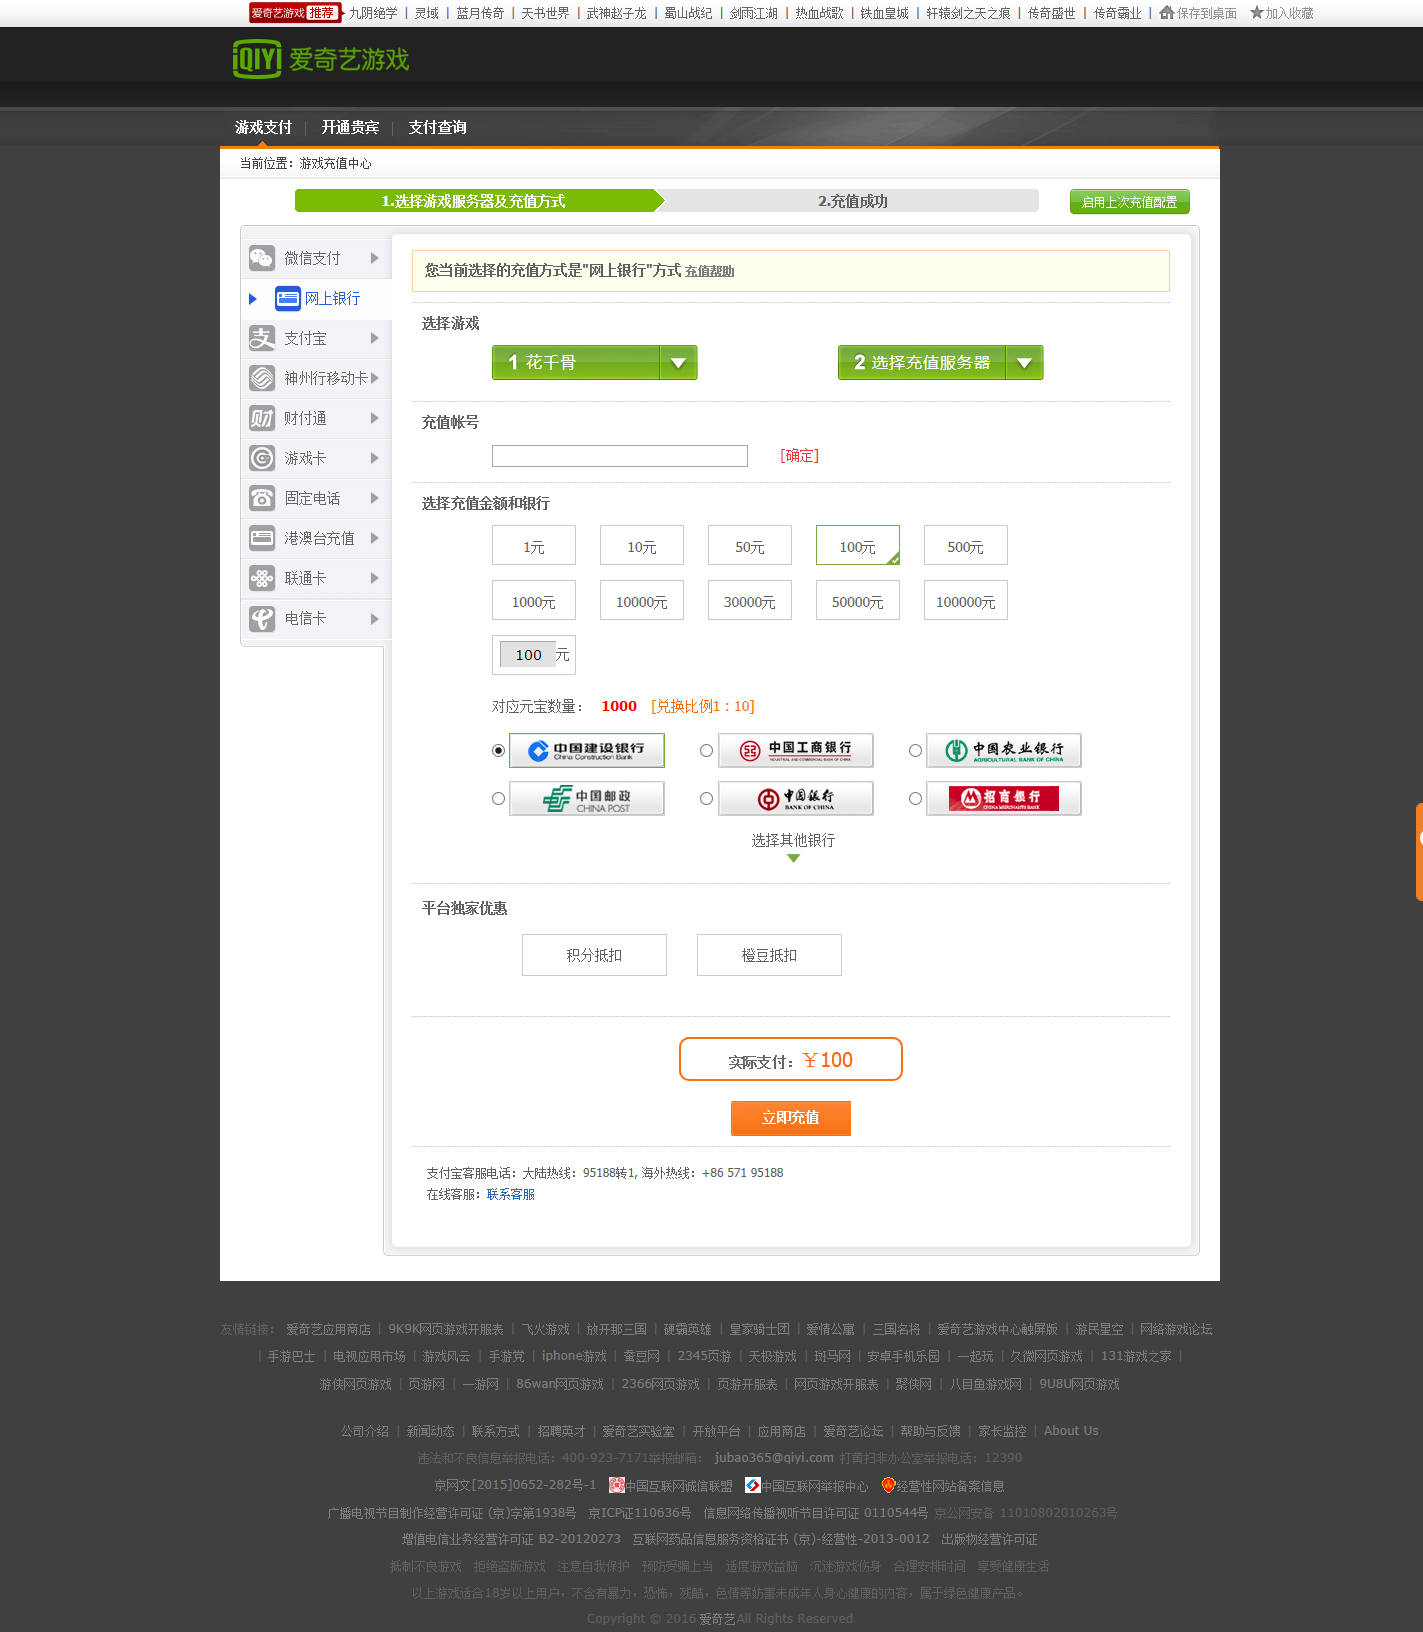 爱奇艺游戏 推荐 九阴绝学 | 灵域 | 蓝月传奇 | 天书世界 | 武神赵子龙 | 蜀山战纪 | 剑雨江湖 | 热血战歌 | 铁血皇城 | 轩辕剑之天之痕 | 传奇盛世 | 传奇霸业 | 保存到桌面 加入收藏
iQIYI 爱奇艺游戏
游戏支付 | 开通贵宾 | 支付查询
当前位置：游戏充值中心
1.选择游戏服务器及充值方式 2.充值成功 启用上次充值配置
微信支付
网上银行
支付宝
神州行移动卡
财付通
游戏卡
固定电话
港澳台充值
联通卡
电信卡
您当前选择的充值方式是"网上银行"方式 充值帮助
选择游戏
1 花千骨 2 选择充值服务器
充值帐号
[确定]
选择充值金额和银行
1元 10元 50元 100元 500元
1000元 10000元 30000元 50000元 100000元
100 元
对应元宝数量： 1000 [兑换比例1：10]
中国建设银行 China Construction Bank 中国工商银行 INDUSTRIAL AND COMMERCIAL BANK OF CHINA 中国农业银行 AGRICULTURAL BANK OF CHINA
中国邮政 CHINA POST 中国银行 BANK OF CHINA 招商银行 CHINA MERCHANTS BANK
选择其他银行
平台独家优惠
积分抵扣 橙豆抵扣
实际支付：￥100
立即充值
支付宝客服电话：大陆热线：95188转1, 海外热线：+86 571 95188
在线客服：联系客服
友情链接： 爱奇艺应用商店 | 9K9K网页游戏开服表 | 飞火游戏 | 放开那三国 | 硬霸英雄 | 皇家骑士团 | 爱情公寓 | 三国名将 | 爱奇艺游戏中心触屏版 | 游民星空 | 网络游戏论坛
| 手游巴士 | 电视应用市场 | 游戏风云 | 手游党 | iphone游戏 | 蚕豆网 | 2345页游 | 天极游戏 | 斑马网 | 安卓手机乐园 | 一起玩 | 久微网页游戏 | 131游戏之家 |
游侠网页游戏 | 页游网 | 一游网 | 86wan网页游戏 | 2366网页游戏 | 页游开服表 | 网页游戏开服表 | 聚侠网 | 八目鱼游戏网 | 9U8U网页游戏
公司介绍 | 新闻动态 | 联系方式 | 招聘英才 | 爱奇艺实验室 | 开放平台 | 应用商店 | 爱奇艺论坛 | 帮助与反馈 | 家长监控 | About Us
违法和不良信息举报电话：400-923-7171举报邮箱： jubao365@qiyi.com 打黄扫非办公室举报电话：12390
京网文[2015]0652-282号-1 中国互联网诚信联盟 中国互联网举报中心 经营性网站备案信息
广播电视节目制作经营许可证 (京)字第1938号 京ICP证110636号 信息网络传播视听节目许可证 0110544号 京公网安备 11010802010263号
增值电信业务经营许可证 B2-20120273 互联网药品信息服务资格证书 (京)-经营性-2013-0012 出版物经营许可证
抵制不良游戏 拒绝盗版游戏 注意自我保护 预防受骗上当 适度游戏益脑 沉迷游戏伤身 合理安排时间 享受健康生活
以上游戏适合18岁以上用户，不含有暴力，恐怖，残酷，色情等妨害未成年人身心健康的内容，属于绿色健康产品。
Copyright © 2016 爱奇艺All Rights Reserved